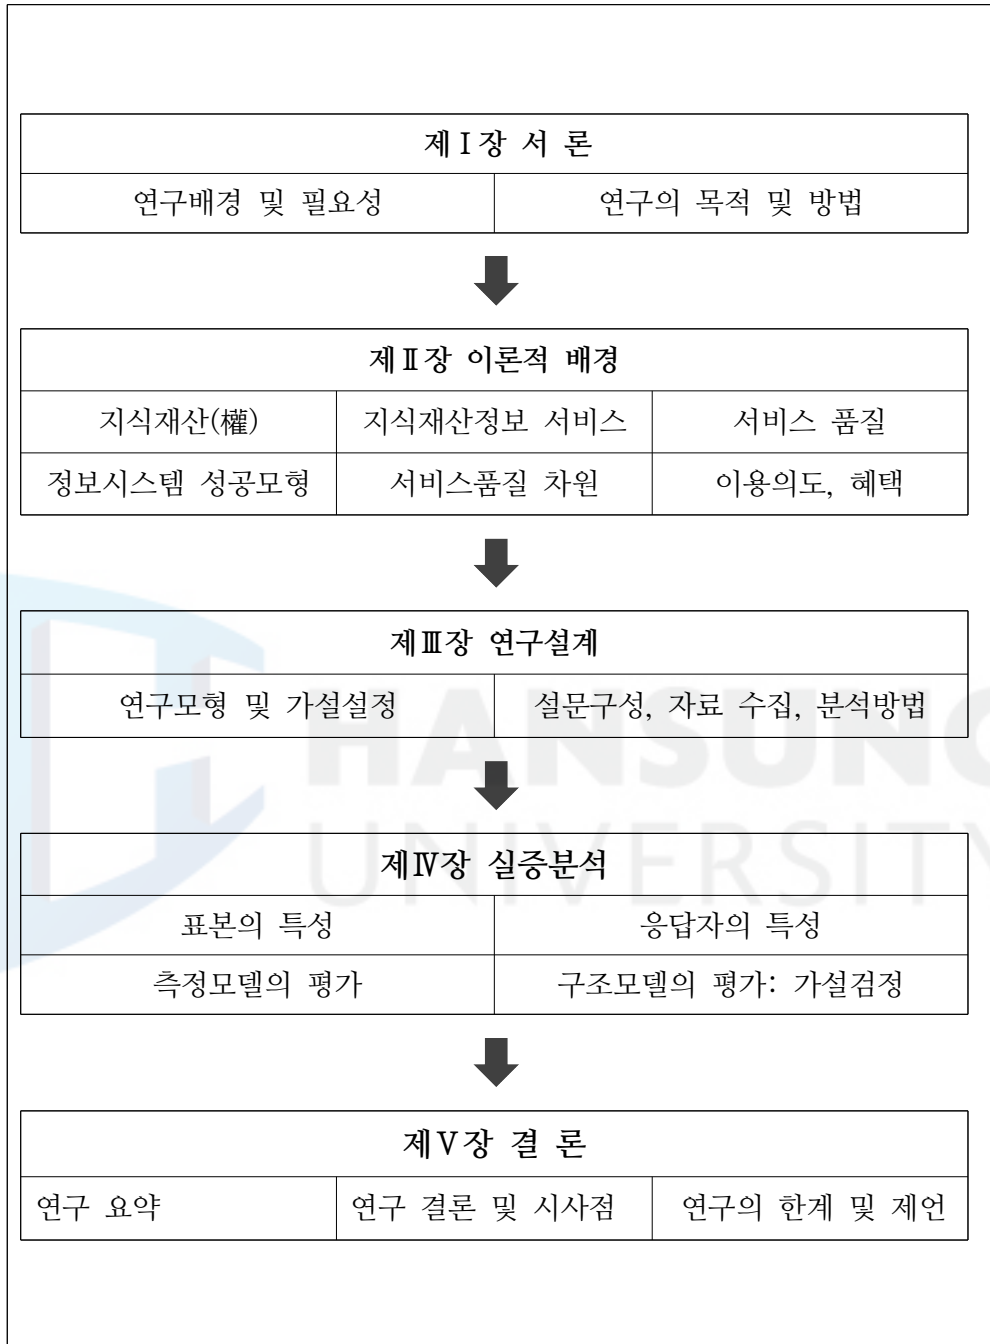 제Ⅰ장 서 론
연구배경 및 필요성 연구의 목적 및 방법
제Ⅱ장 이론적 배경
지식재산(權) 지식재산정보 서비스 서비스 품질
정보시스템 성공모형 서비스품질 차원 이용의도, 혜택
제Ⅲ장 연구설계
연구모형 및 가설설정 설문구성, 자료 수집, 분석방법
HANSUNG
제Ⅳ장 실증분석
UNIVERSITY
표본의 특성 응답자의 특성
측정모델의 평가 구조모델의 평가: 가설검정
제Ⅴ장 결 론
연구 요약 연구 결론 및 시사점 연구의 한계 및 제언